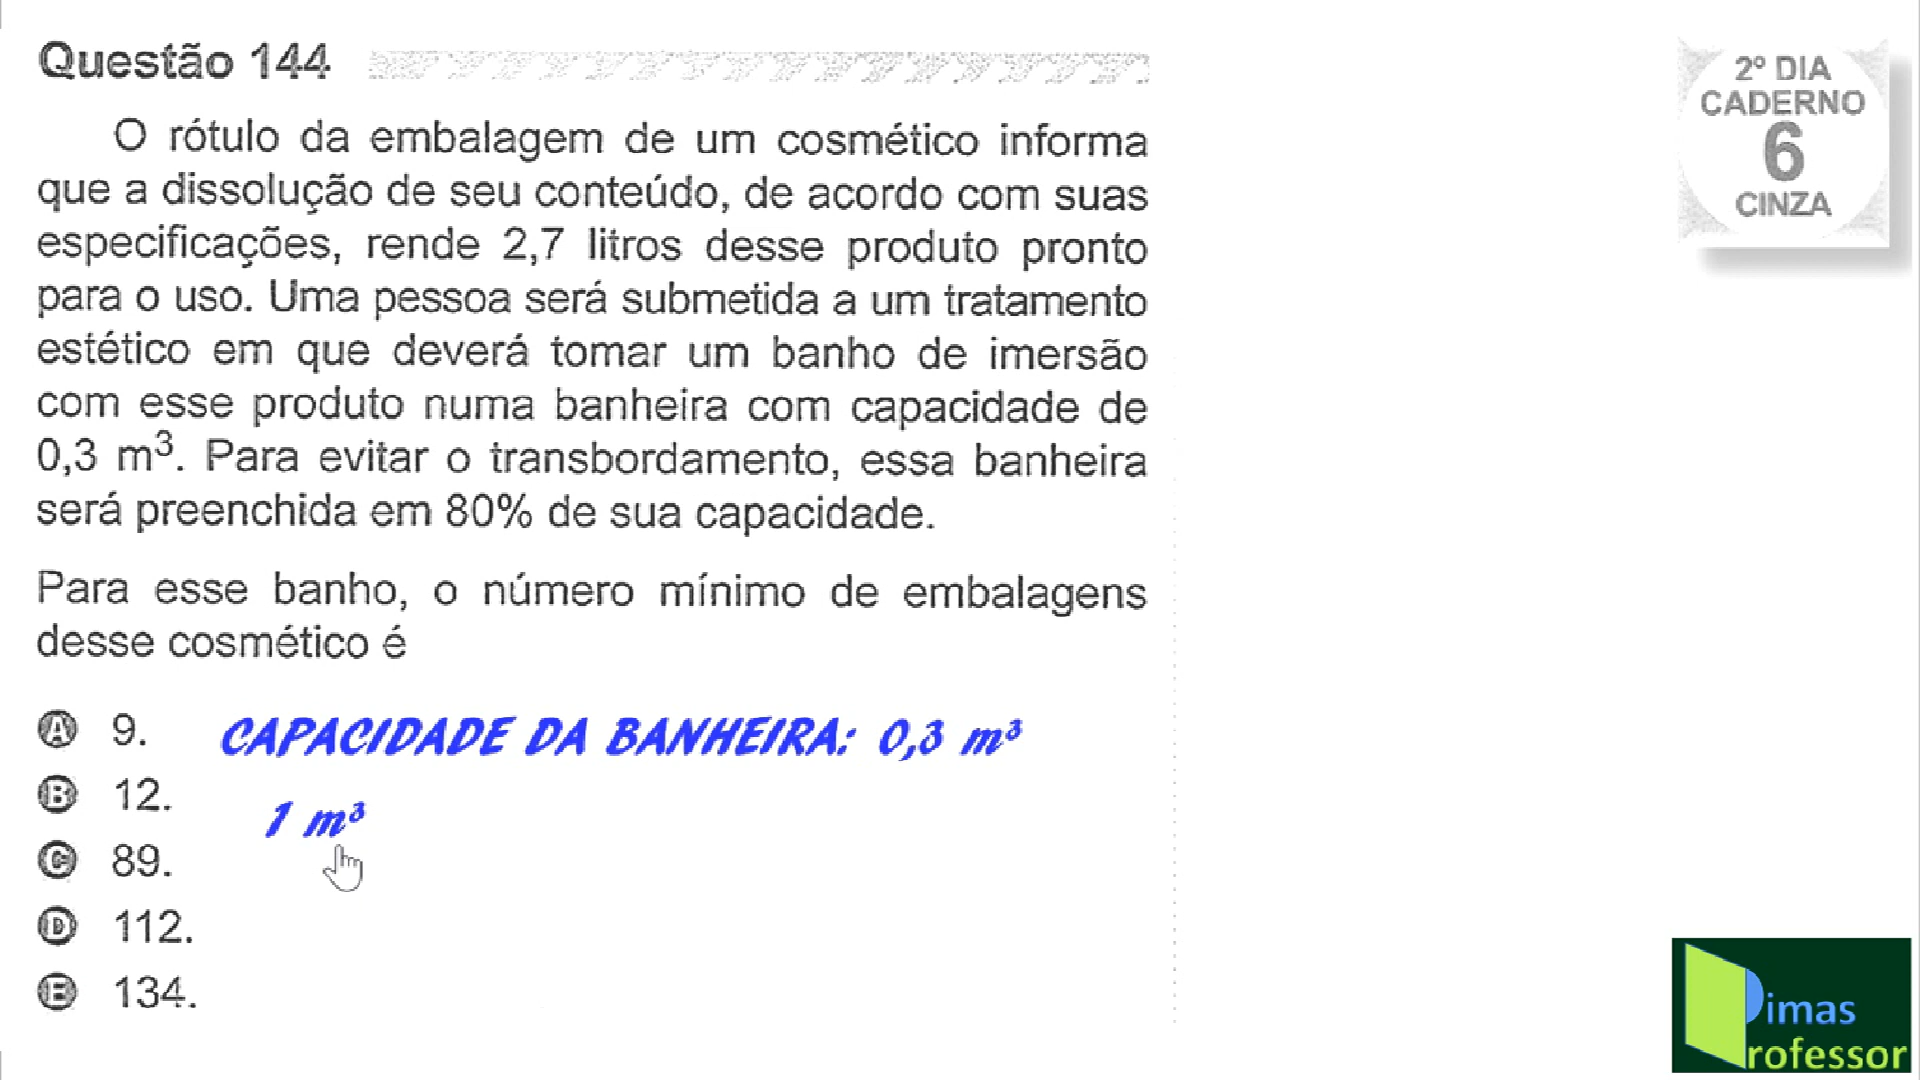 Questão 144
2º DIA
CADERNO
6
CINZA
O rótulo da embalagem de um cosmético informa
que a dissolução de seu conteúdo, de acordo com suas
especificações, rende 2,7 litros desse produto pronto
para o uso. Uma pessoa será submetida a um tratamento
estético em que deverá tomar um banho de imersão
com esse produto numa banheira com capacidade de
0,3 m³. Para evitar o transbordamento, essa banheira
será preenchida em 80% de sua capacidade.
Para esse banho, o número mínimo de embalagens
desse cosmético é
A 9.
CAPACIDADE DA BANHEIRA: 0,3 m³
B 12.
1 m³
C 89.
D 112.
E 134.
Dimas
Professor